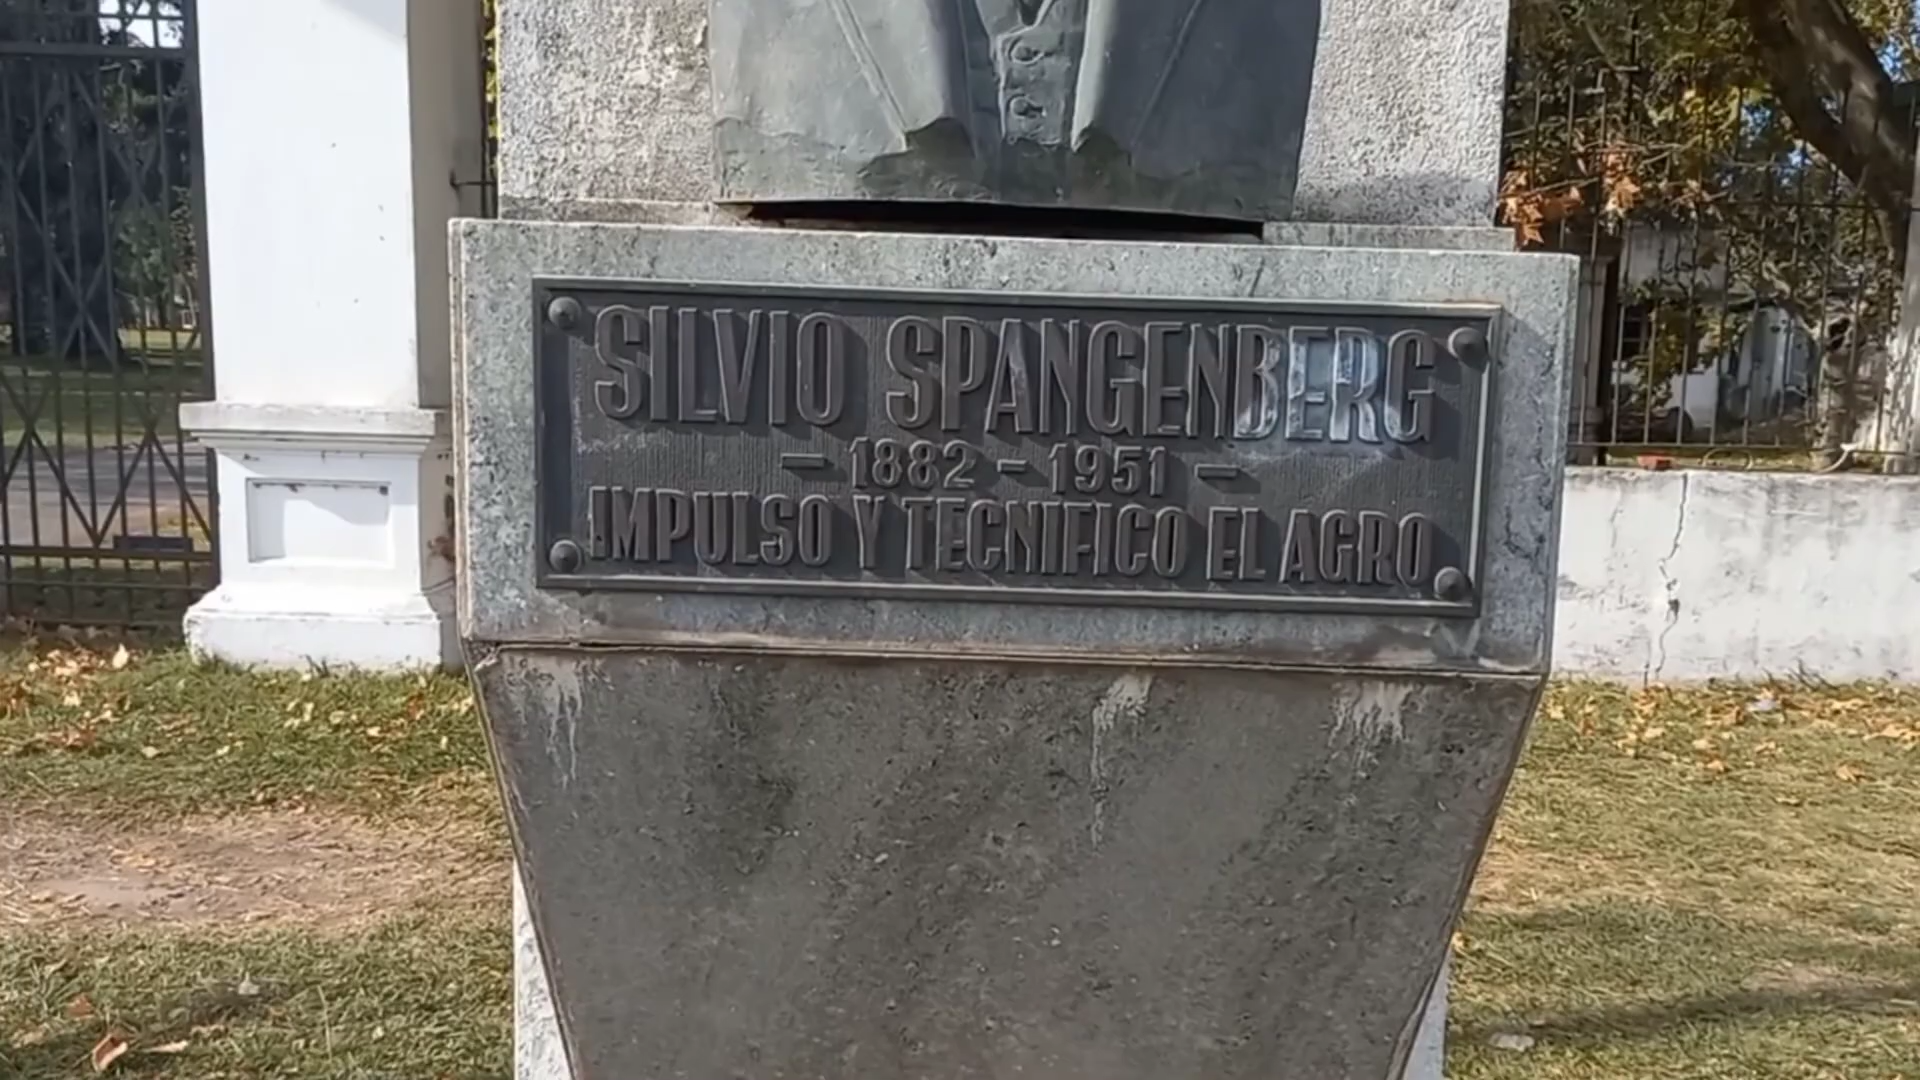 SILVIO SPANGENBERG
- 1882 - 1951 -
IMPULSO Y TECNIFICO EL AGRO